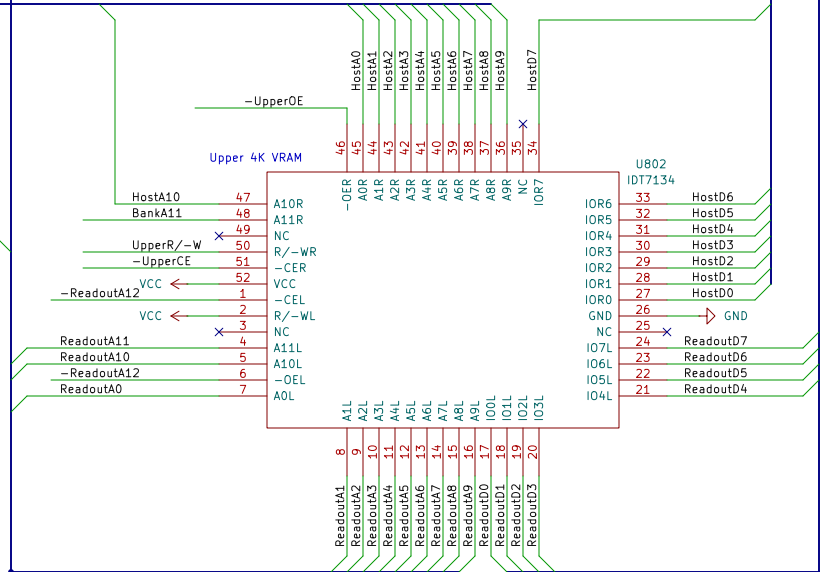 HostA0
HostA1
HostA2
HostA3
HostA4
HostA5
HostA6
HostA7
HostA8
HostA9
HostD7
-UpperOE
46
45
44
43
42
41
40
39
38
37
36
35
34
Upper 4K VRAM
U802
IDT7134
-OER
A0R
A1R
A2R
A3R
A4R
A5R
A6R
A7R
A8R
A9R
NC
IOR7
HostA10 47 A10R
BankA11 48 A11R
49 NC
UpperR/-W 50 R/-WR
-UpperCE 51 -CER
VCC 52 VCC
-ReadoutA12 1 -CEL
VCC 2 R/-WL
3 NC
ReadoutA11 4 A11L
ReadoutA10 5 A10L
-ReadoutA12 6 -OEL
ReadoutA0 7 A0L
IOR6 33 HostD6
IOR5 32 HostD5
IOR4 31 HostD4
IOR3 30 HostD3
IOR2 29 HostD2
IOR1 28 HostD1
IOR0 27 HostD0
GND 26 GND
NC 25
IO7L 24 ReadoutD7
IO6L 23 ReadoutD6
IO5L 22 ReadoutD5
IO4L 21 ReadoutD4
A1L
A2L
A3L
A4L
A5L
A6L
A7L
A8L
A9L
IO0L
IO1L
IO2L
IO3L
8
9
10
11
12
13
14
15
16
17
18
19
20
ReadoutA1
ReadoutA2
ReadoutA3
ReadoutA4
ReadoutA5
ReadoutA6
ReadoutA7
ReadoutA8
ReadoutA9
ReadoutD0
ReadoutD1
ReadoutD2
ReadoutD3